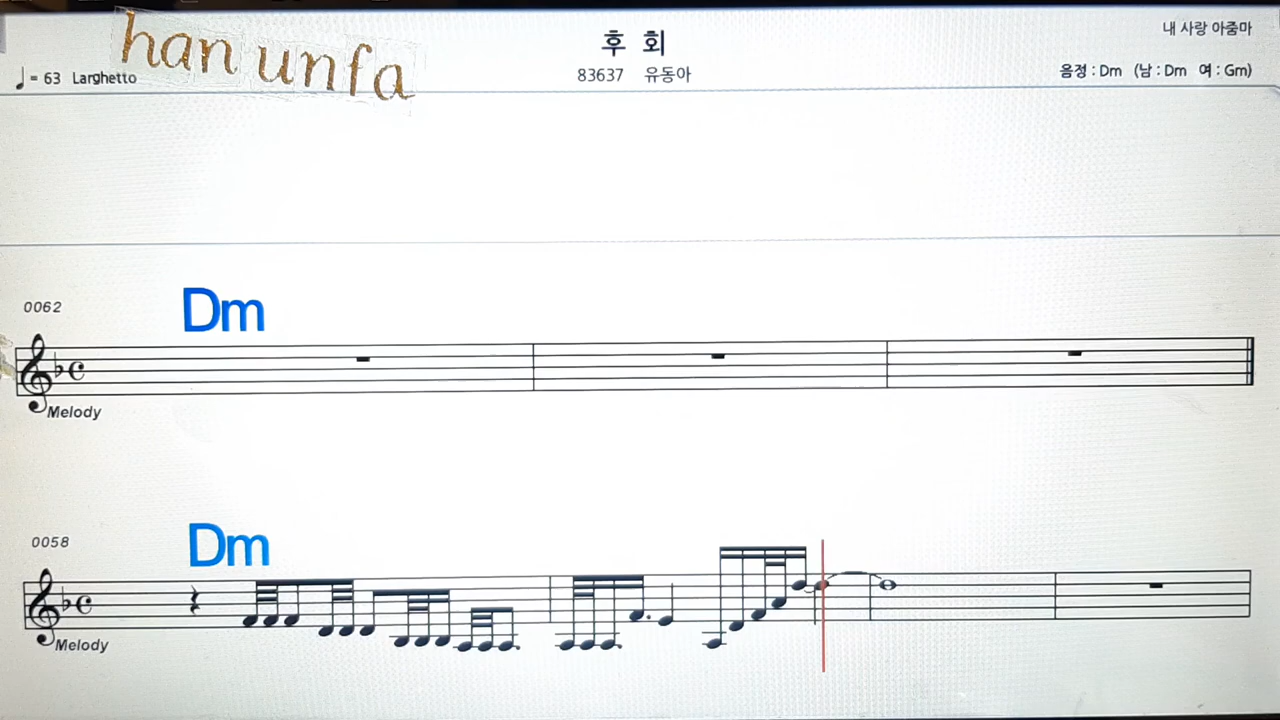 han unfa
후 회
내 사랑 아줌마
♩= 63 Larghetto
83637 유동아
음정 : Dm (남 : Dm 여 : Gm)
0062
Dm
Melody
0058
Dm
Melody